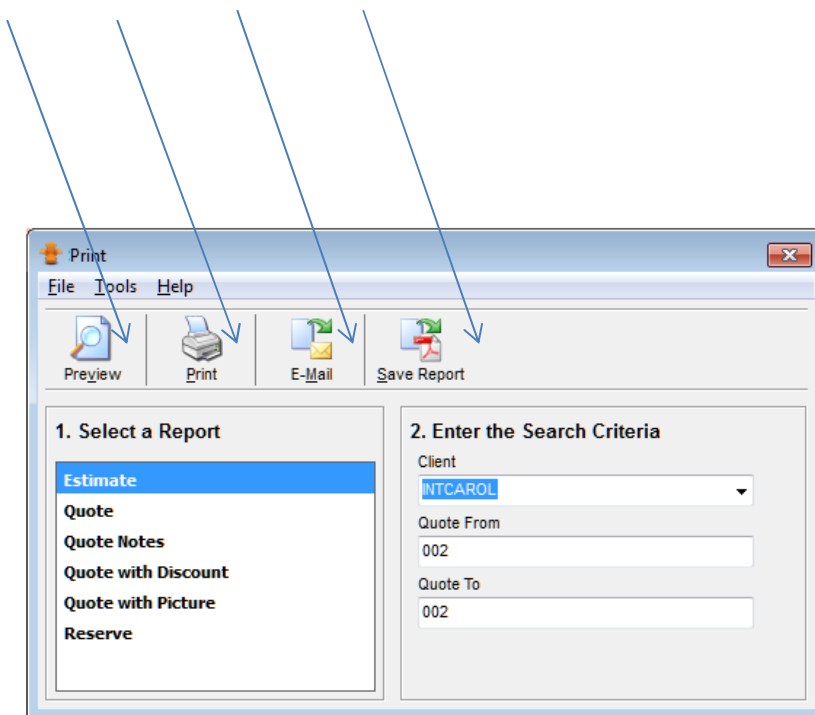 Print
File Tools Help
Preview Print E-Mail Save Report
1. Select a Report
Estimate
Quote
Quote Notes
Quote with Discount
Quote with Picture
Reserve
2. Enter the Search Criteria
Client
INTCAROL
Quote From
002
Quote To
002